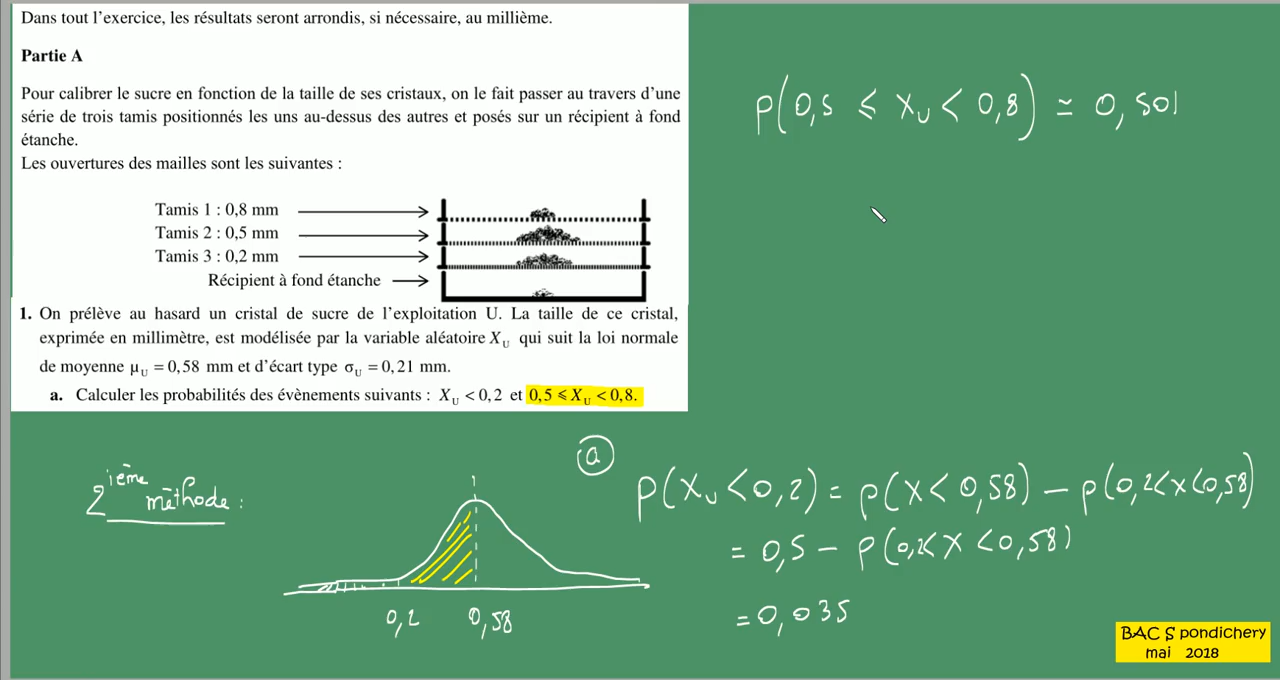 Dans tout l'exercice, les résultats seront arrondis, si nécessaire, au millième.
Partie A
Pour calibrer le sucre en fonction de la taille de ses cristaux, on le fait passer au travers d'une
série de trois tamis positionnés les uns au-dessus des autres et posés sur un récipient à fond
étanche.
Les ouvertures des mailles sont les suivantes :
Tamis 1 : 0,8 mm
Tamis 2 : 0,5 mm
Tamis 3 : 0,2 mm
Récipient à fond étanche
1. On prélève au hasard un cristal de sucre de l'exploitation U. La taille de ce cristal,
exprimée en millimètre, est modélisée par la variable aléatoire X_U qui suit la loi normale
de moyenne μ_U = 0,58 mm et d'écart type σ_U = 0,21 mm.
a. Calculer les probabilités des évènements suivants : X_U < 0,2 et 0,5 ⩽ X_U < 0,8.
P(0,5 ≤ X_U < 0,8) ≃ 0,501
2ième méthode :
0,2 0,58
a
P(X_U < 0,2) = P(X < 0,58) − P(0,2<X<0,58)
= 0,5 − P(0,2<X<0,58)
= 0,035
BAC S pondichery
mai 2018